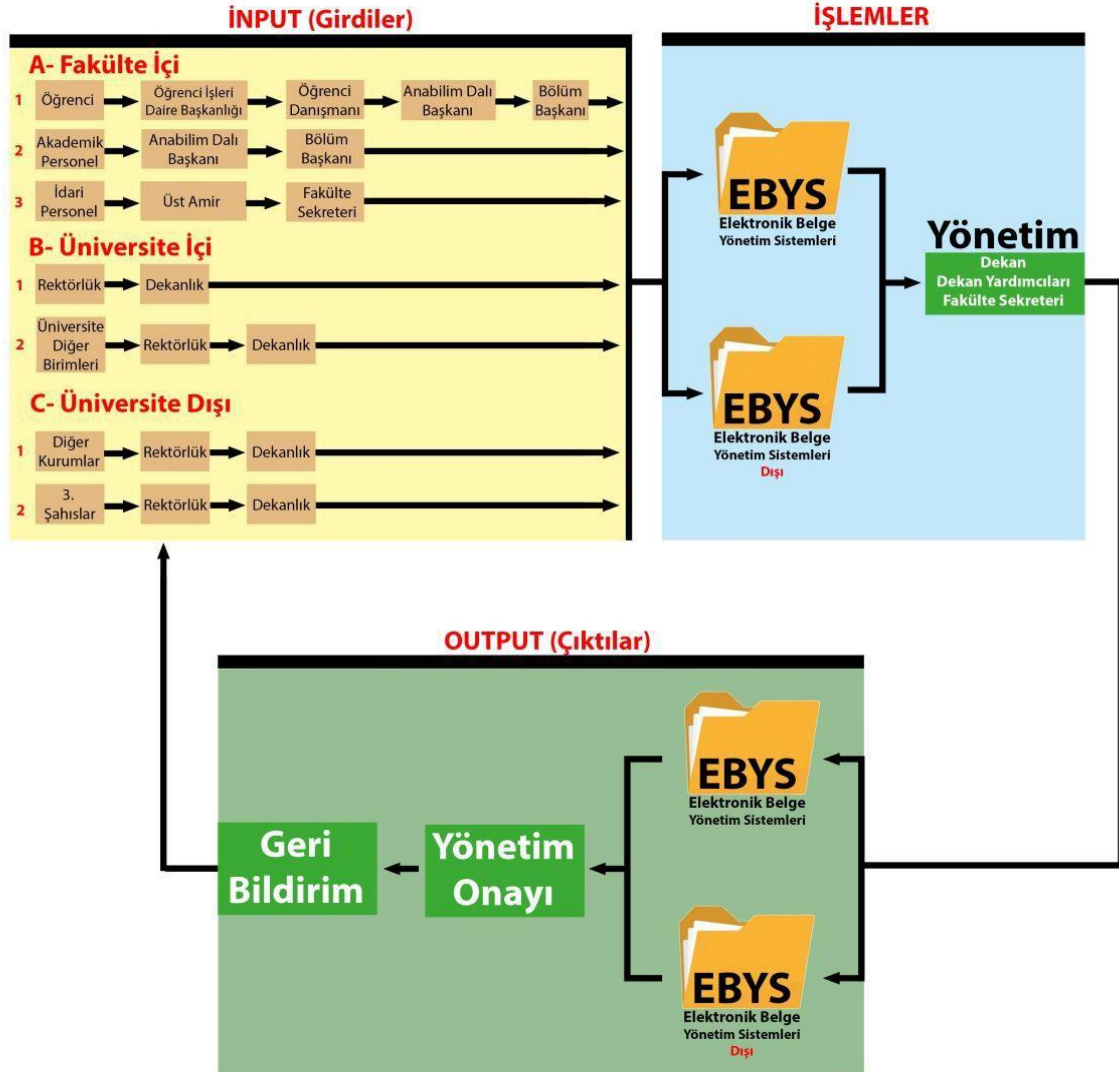 İNPUT (Girdiler)
A- Fakülte İçi
1
Öğrenci
Öğrenci İşleri
Daire Başkanlığı
Öğrenci
Danışmanı
Anabilim Dalı
Başkanı
Bölüm
Başkanı
2
Akademik
Personel
Anabilim Dalı
Başkanı
Bölüm
Başkanı
3
İdari
Personel
Üst Amir
Fakülte
Sekreteri
B- Üniversite İçi
1
Rektörlük
Dekanlık
2
Üniversite
Diğer
Birimleri
Rektörlük
Dekanlık
C- Üniversite Dışı
1
Diğer
Kurumlar
Rektörlük
Dekanlık
2
3.
Şahıslar
Rektörlük
Dekanlık
İŞLEMLER
EBYS
Elektronik Belge
Yönetim Sistemleri
EBYS
Elektronik Belge
Yönetim Sistemleri
Dışı
Yönetim
Dekan
Dekan Yardımcıları
Fakülte Sekreteri
OUTPUT (Çıktılar)
EBYS
Elektronik Belge
Yönetim Sistemleri
EBYS
Elektronik Belge
Yönetim Sistemleri
Dışı
Yönetim
Onayı
Geri
Bildirim